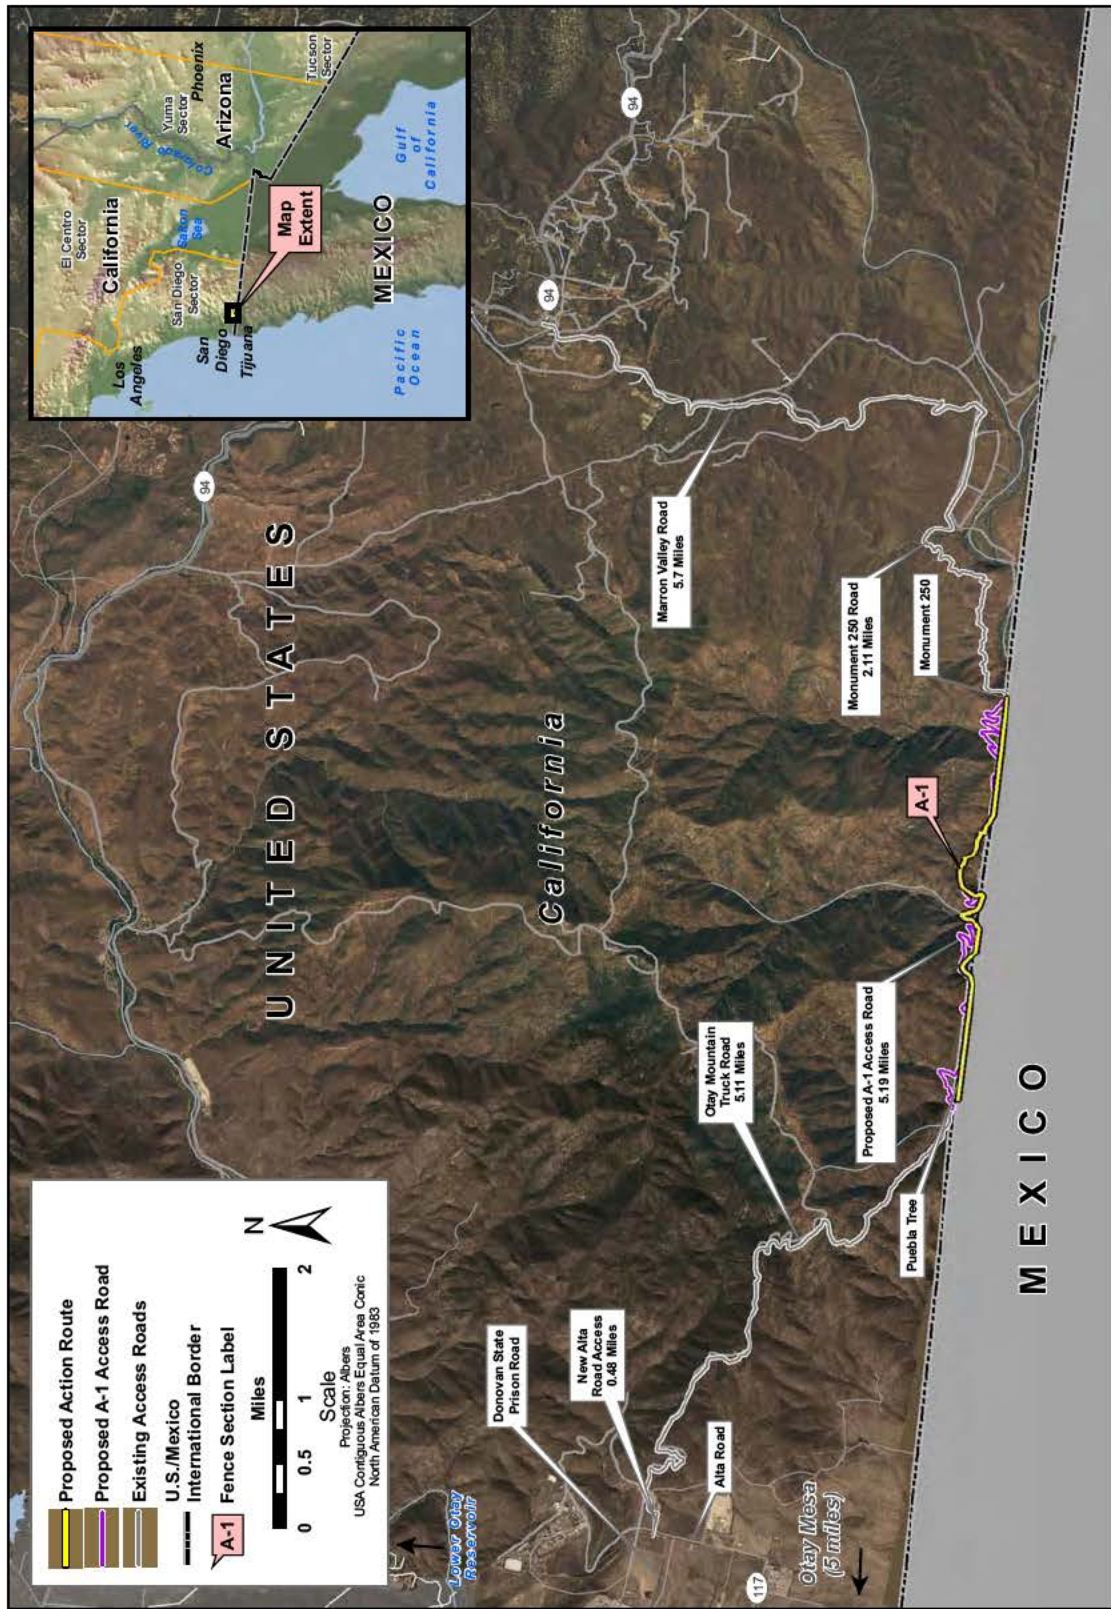 Proposed Action Route
Proposed A-1 Access Road
Existing Access Roads
U.S./Mexico
International Border
A-1
Fence Section Label
Miles
0
0.5
1
2
Scale
Projection: Albers
USA Contiguous Albers Equal Area Conic
North American Datum of 1983
N
Lower Otay
Reservoir
94
UNITED STATES
California
El Centro
Sector
California
San Diego
Sector
Los
Angeles
San
Diego
Tijuana
Salton
Sea
Colorado River
Yuma
Sector
Phoenix
Arizona
Tucson
Sector
Map
Extent
MEXICO
Pacific
Ocean
Gulf
of
California
94
94
Donovan State
Prison Road
New Alta
Road Access
0.48 Miles
Alta Road
117
Otay Mesa
(5 miles)
Otay Mountain
Truck Road
5.11 Miles
Puebla Tree
Proposed A-1 Access Road
5.19 Miles
A-1
Marron Valley Road
5.7 Miles
Monument 250 Road
2.11 Miles
Monument 250
MEXICO